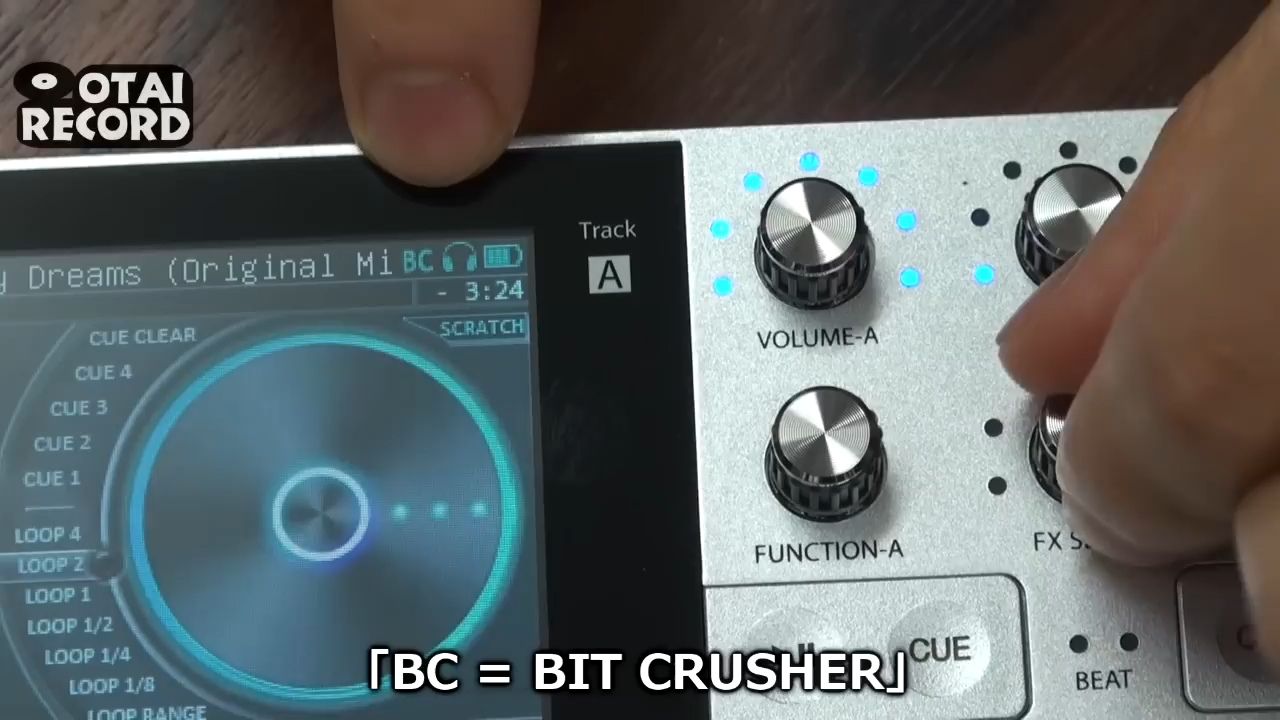 OTAI
RECORD
Track
A
y Dreams (Original Mi BC
- 3:24
SCRATCH
CUE CLEAR
CUE 4
CUE 3
CUE 2
CUE 1
LOOP 4
LOOP 2
LOOP 1
LOOP 1/2
LOOP 1/4
LOOP 1/8
LOOP RANGE
VOLUME-A
FUNCTION-A
FX
CUE
BEAT
「BC = BIT CRUSHER」